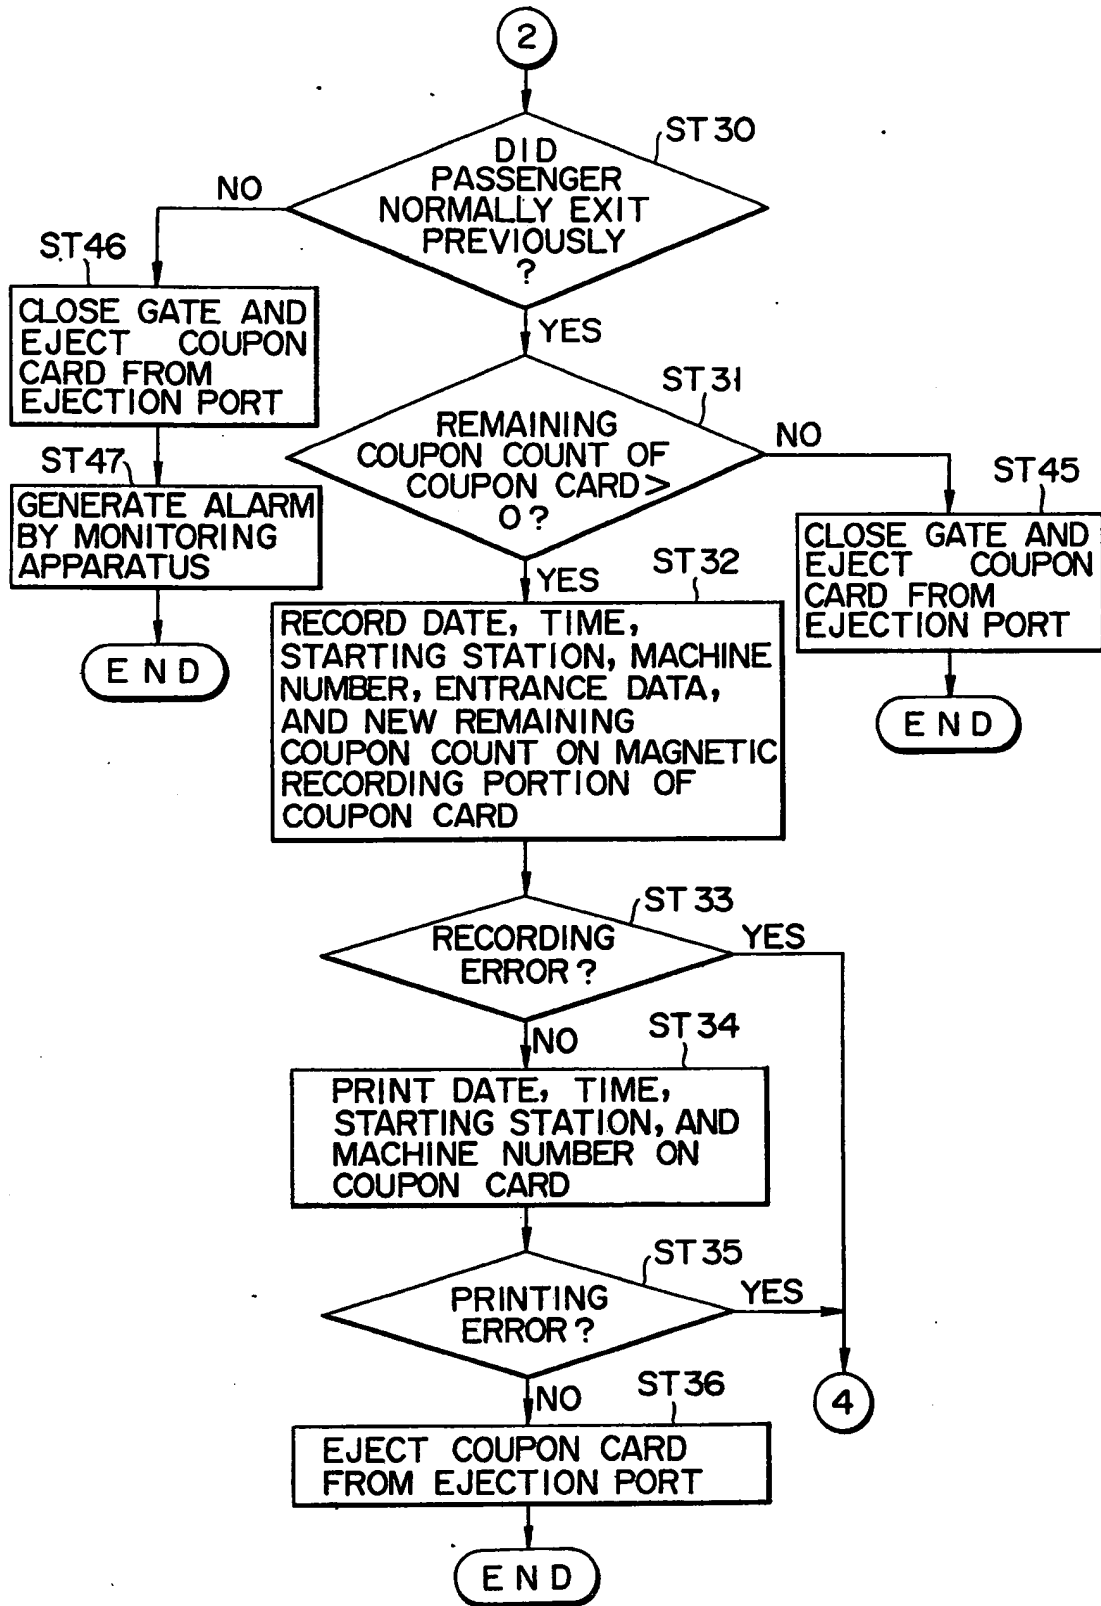 2
ST30
DID
PASSENGER
NORMALLY EXIT
PREVIOUSLY
?
NO
YES
ST46
CLOSE GATE AND
EJECT COUPON
CARD FROM
EJECTION PORT
ST47
GENERATE ALARM
BY MONITORING
APPARATUS
END
ST31
REMAINING
COUPON COUNT OF
COUPON CARD>
0?
NO
YES
ST45
CLOSE GATE AND
EJECT COUPON
CARD FROM
EJECTION PORT
END
ST32
RECORD DATE, TIME,
STARTING STATION, MACHINE
NUMBER, ENTRANCE DATA,
AND NEW REMAINING
COUPON COUNT ON MAGNETIC
RECORDING PORTION OF
COUPON CARD
ST33
RECORDING
ERROR?
YES
NO
ST34
PRINT DATE, TIME,
STARTING STATION, AND
MACHINE NUMBER ON
COUPON CARD
ST35
PRINTING
ERROR?
YES
NO
4
ST36
EJECT COUPON CARD
FROM EJECTION PORT
END